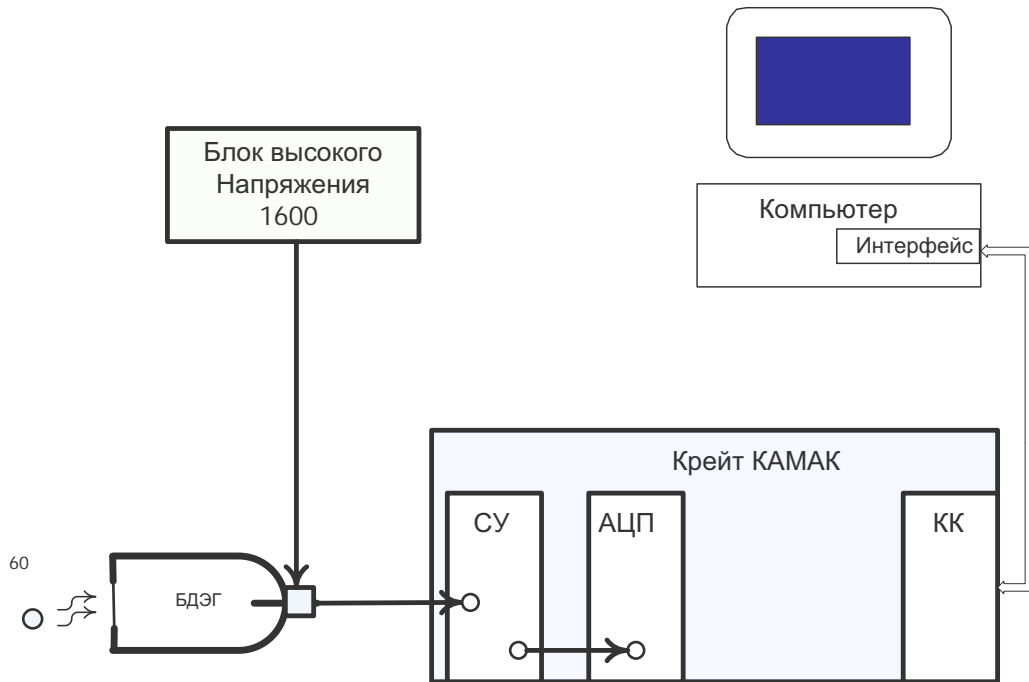 Блок высокого
Напряжения
1600
Компьютер
Интерфейс
Крейт КАМАК
СУ
АЦП
КК
60
БДЭГ